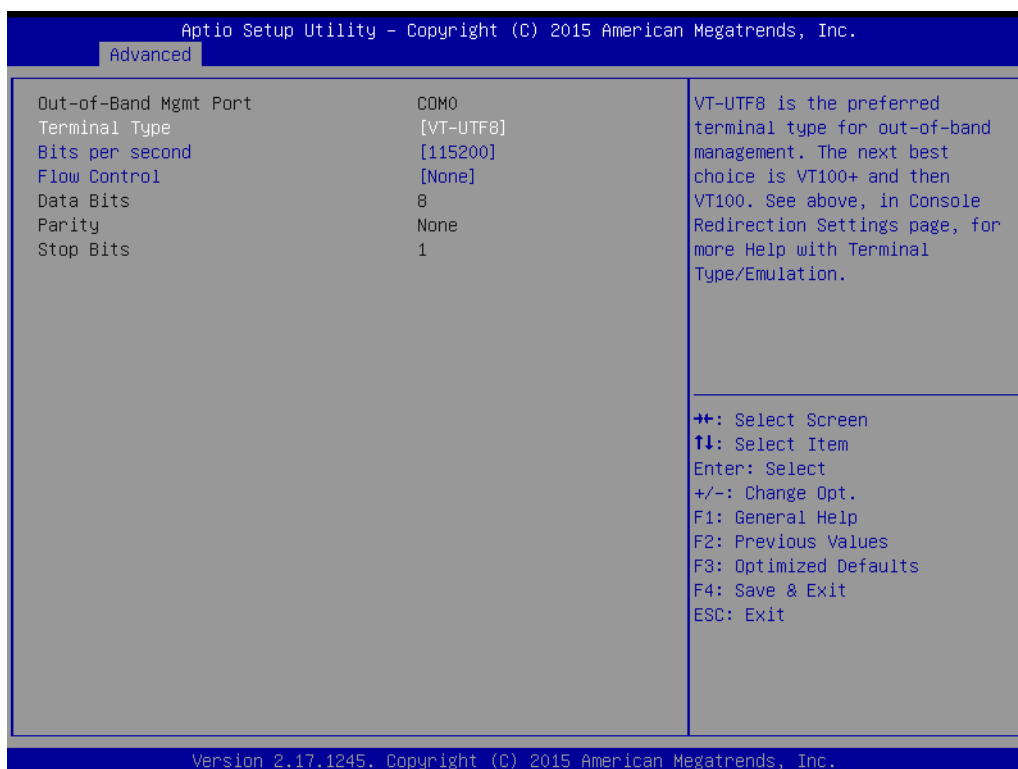 Aptio Setup Utility – Copyright (C) 2015 American Megatrends, Inc.
Advanced
Out-of-Band Mgmt Port COM0
Terminal Type [VT-UTF8]
Bits per second [115200]
Flow Control [None]
Data Bits 8
Parity None
Stop Bits 1
VT-UTF8 is the preferred
terminal type for out-of-band
management. The next best
choice is VT100+ and then
VT100. See above, in Console
Redirection Settings page, for
more Help with Terminal
Type/Emulation.
→←: Select Screen
↑↓: Select Item
Enter: Select
+/-: Change Opt.
F1: General Help
F2: Previous Values
F3: Optimized Defaults
F4: Save & Exit
ESC: Exit
Version 2.17.1245. Copyright (C) 2015 American Megatrends, Inc.